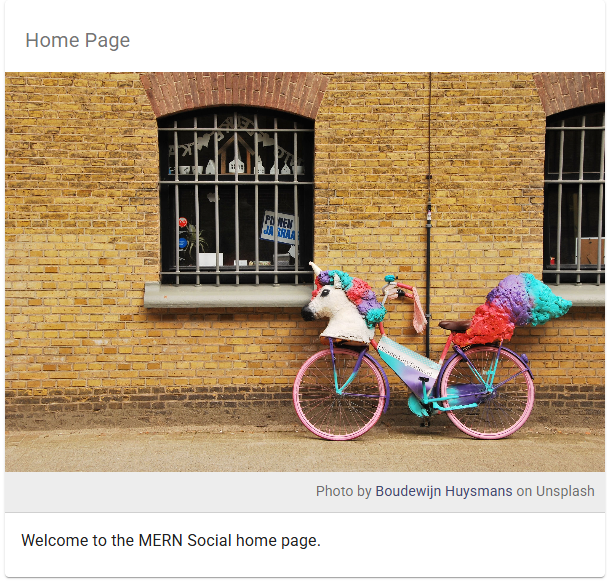 Home Page
Photo by Boudewijn Huysmans on Unsplash
Welcome to the MERN Social home page.